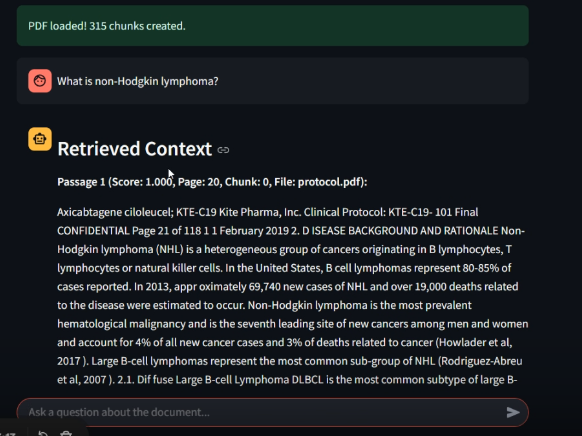 PDF loaded! 315 chunks created.
What is non-Hodgkin lymphoma?
Retrieved Context
Passage 1 (Score: 1.000, Page: 20, Chunk: 0, File: protocol.pdf):
Axicabtagene ciloleucel; KTE-C19 Kite Pharma, Inc. Clinical Protocol: KTE-C19- 101 Final
CONFIDENTIAL Page 21 of 118 1 1 February 2019 2. D ISEASE BACKGROUND AND RATIONALE Non-
Hodgkin lymphoma (NHL) is a heterogeneous group of cancers originating in B lymphocytes, T
lymphocytes or natural killer cells. In the United States, B cell lymphomas represent 80-85% of
cases reported. In 2013, appr oximately 69,740 new cases of NHL and over 19,000 deaths related
to the disease were estimated to occur. Non-Hodgkin lymphoma is the most prevalent
hematological malignancy and is the seventh leading site of new cancers among men and women
and account for 4% of all new cancer cases and 3% of deaths related to cancer (Howlader et al,
2017 ). Large B-cell lymphomas represent the most common sub-group of NHL (Rodriguez-Abreu
et al, 2007 ). 2.1. Dif fuse Large B-cell Lymphoma DLBCL is the most common subtype of large B-
Ask a question about the document...